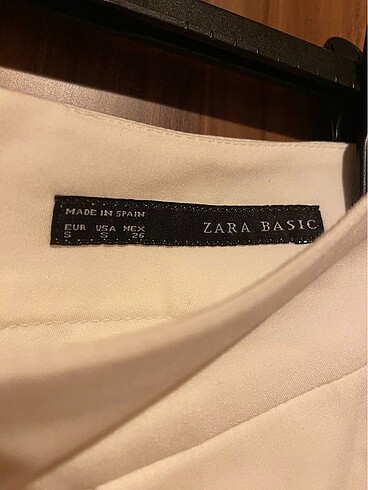 MADE IN SPAIN
EUR USA MEX
S S 26
ZARA BASIC